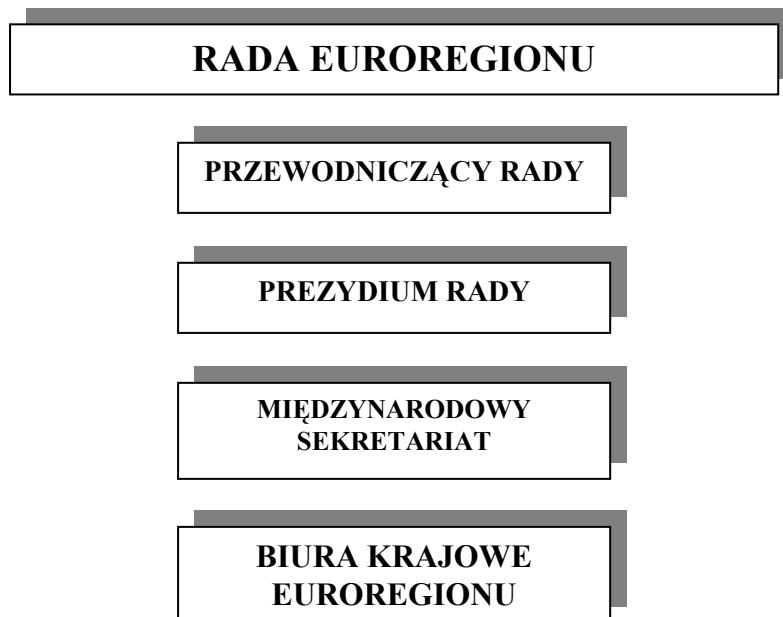 RADA EUROREGIONU
PRZEWODNICZĄCY RADY
PREZYDIUM RADY
MIĘDZYNARODOWY
SEKRETARIAT
BIURA KRAJOWE
EUROREGIONU